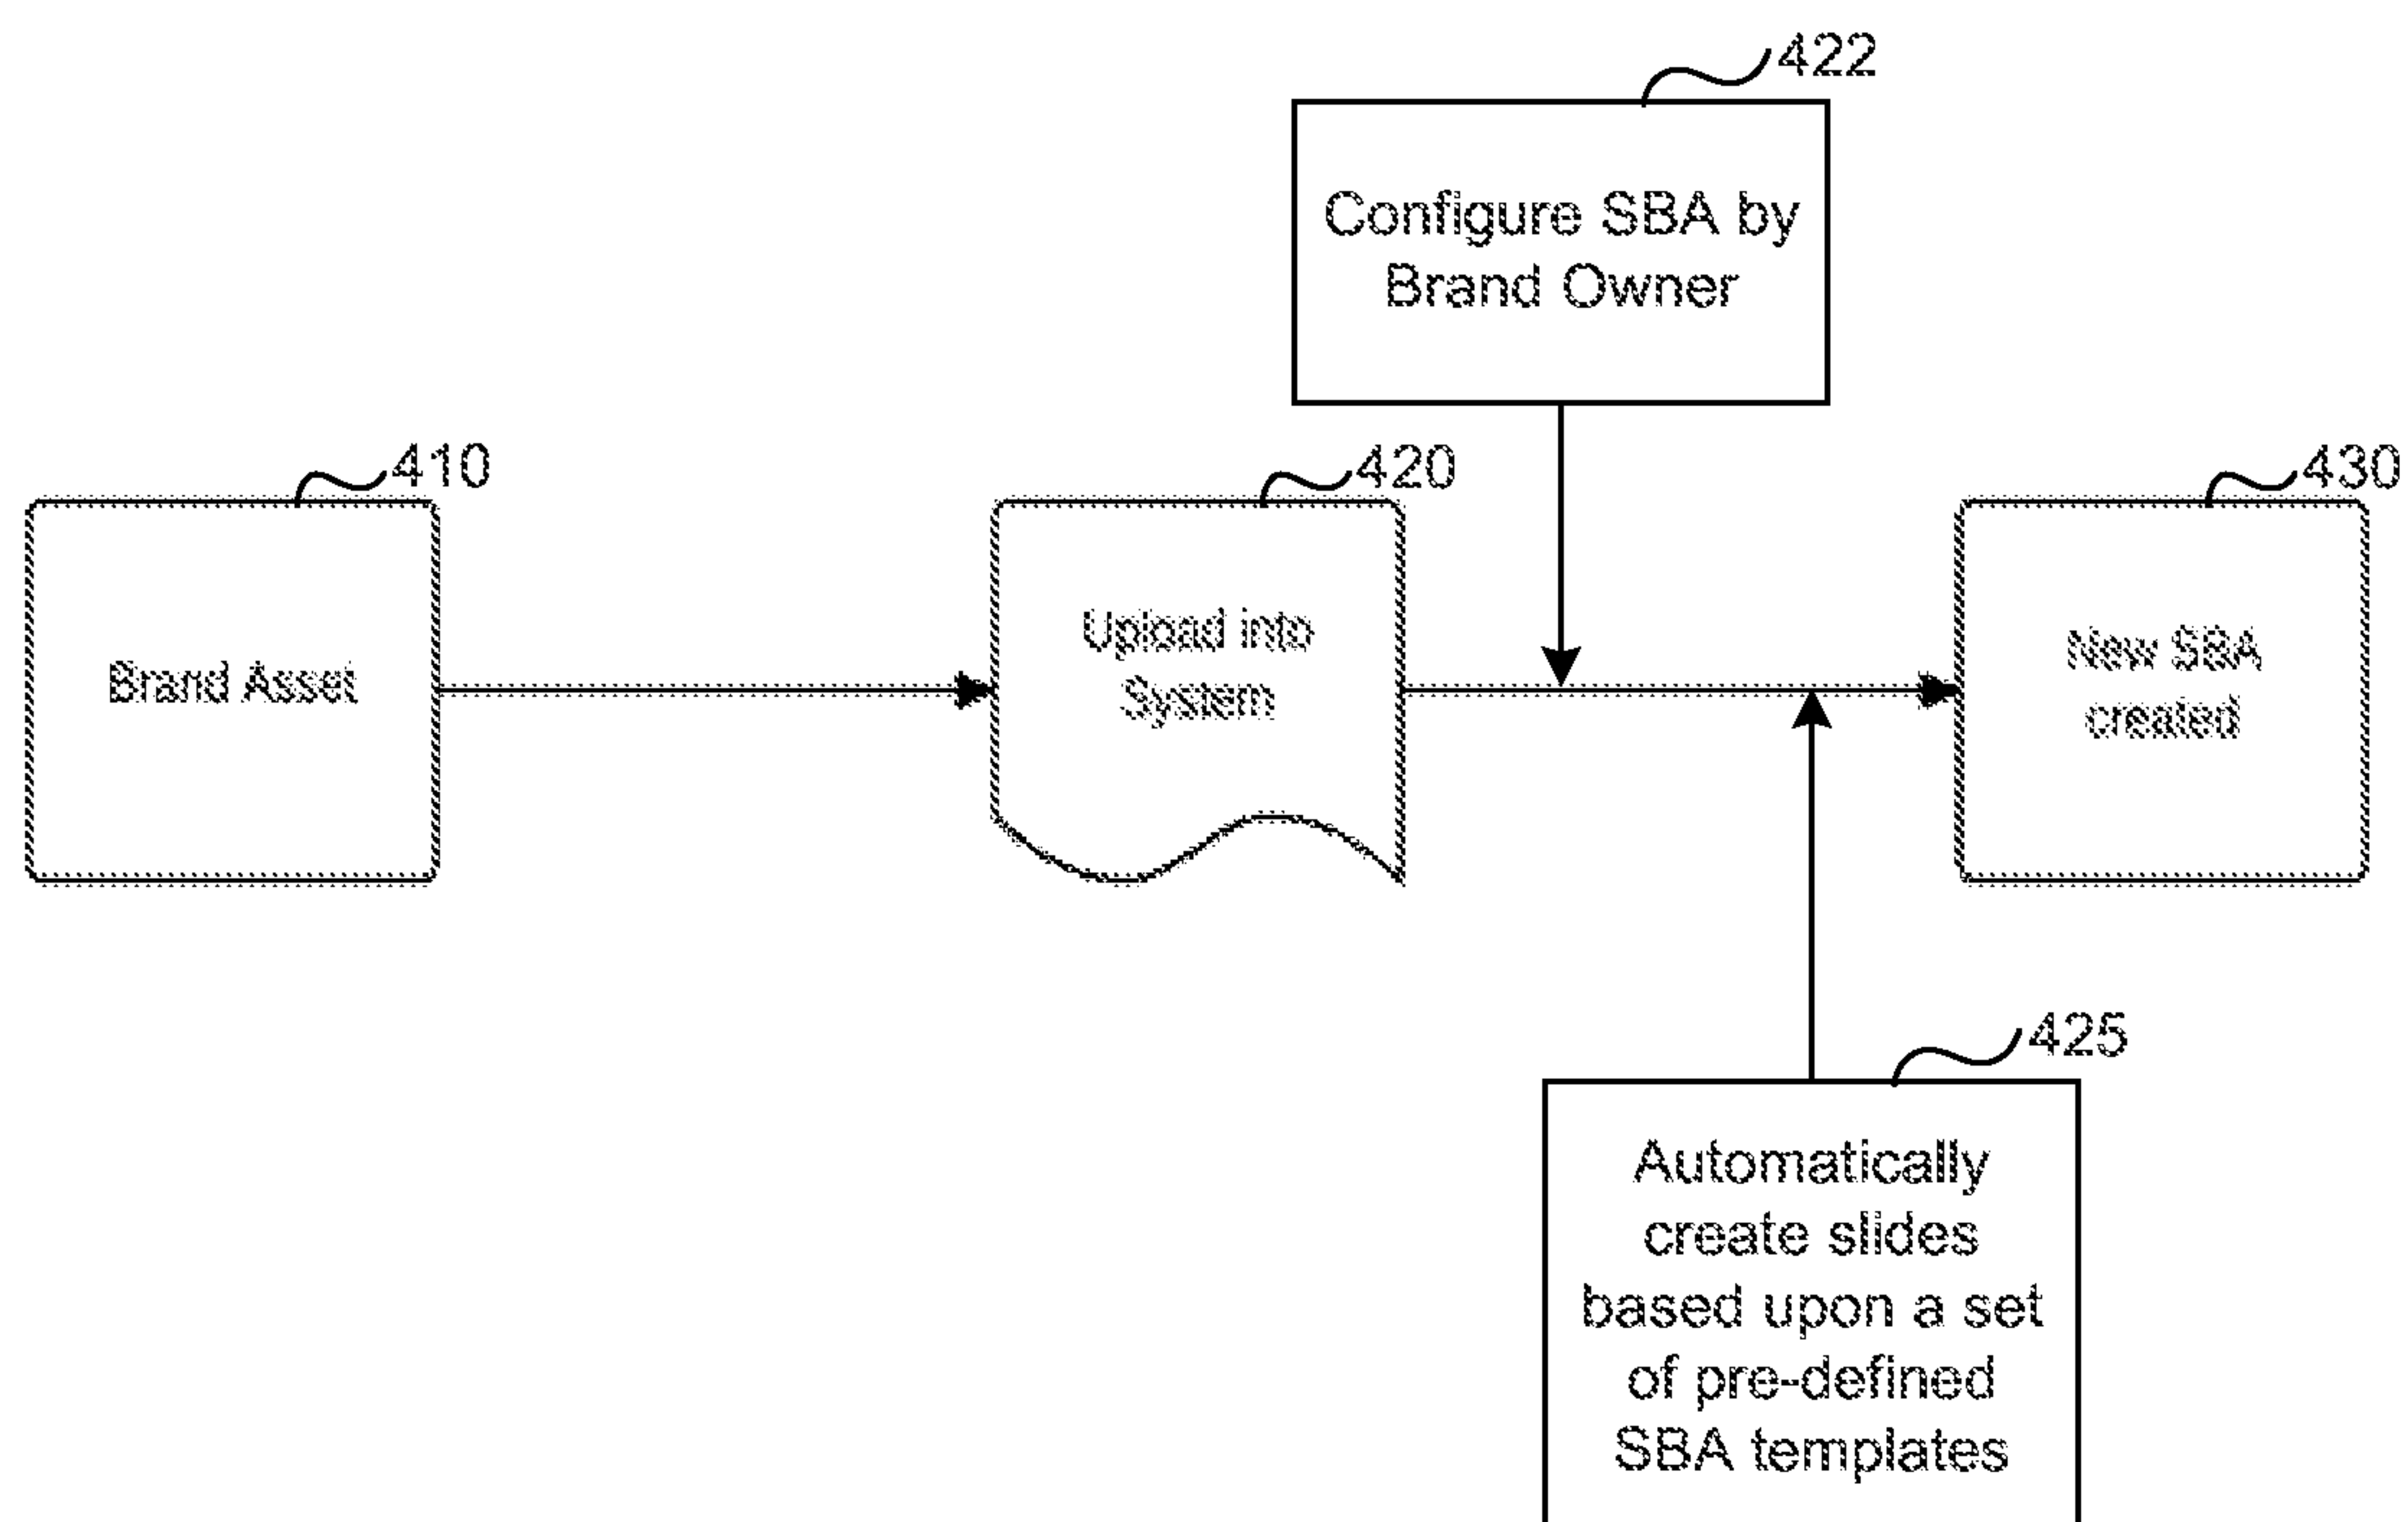 422
Configure SBA by
Brand Owner
410
420
430
Brand Asset
Upload into
System
New SBA
created
425
Automatically
create slides
based upon a set
of pre-defined
SBA templates